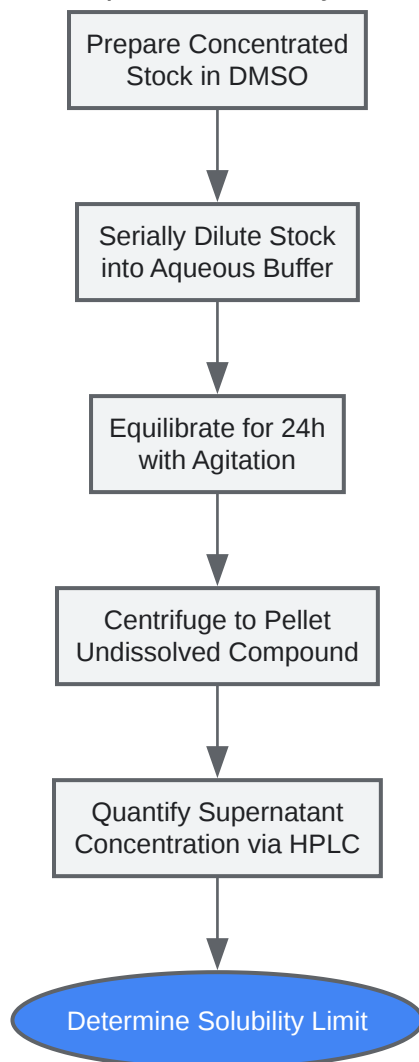 Prepare Concentrated
Stock in DMSO
Serially Dilute Stock
into Aqueous Buffer
Equilibrate for 24h
with Agitation
Centrifuge to Pellet
Undissolved Compound
Quantify Supernatant
Concentration via HPLC
Determine Solubility Limit